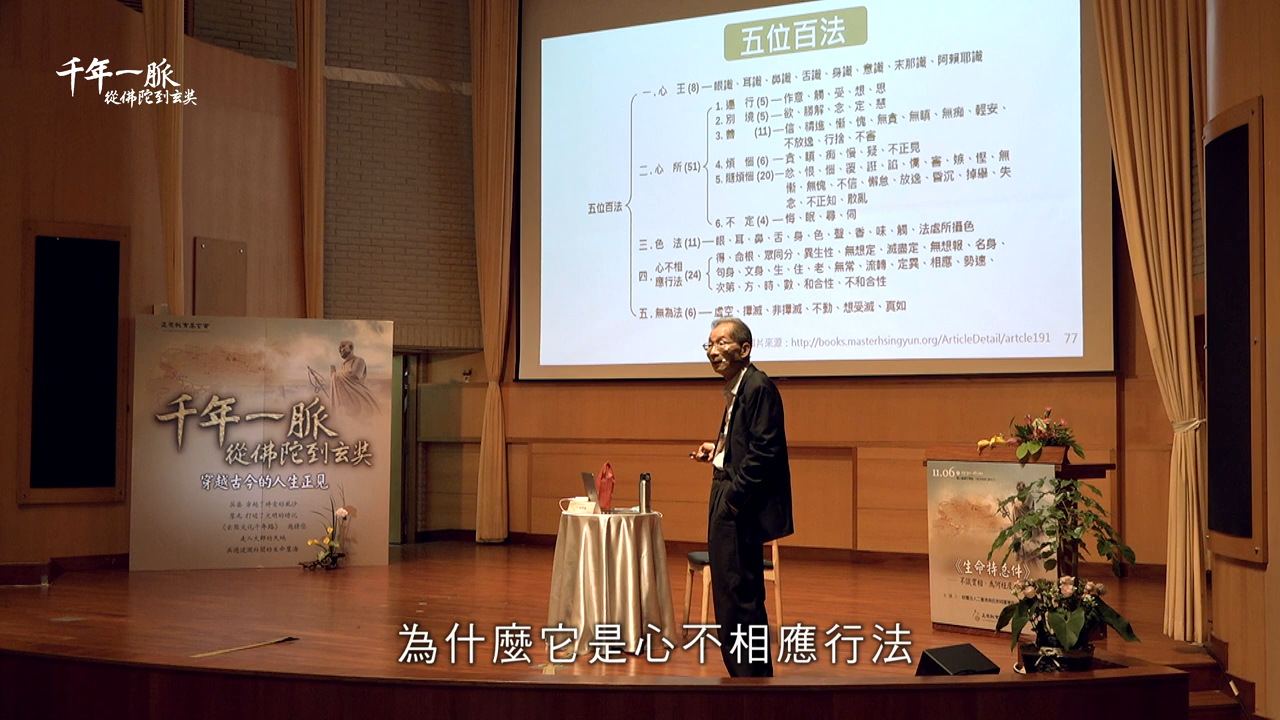 千年一脈
從佛陀到玄奘
五位百法
一．心　王 (8) — 眼識、耳識、鼻識、舌識、身識、意識、末那識、阿賴耶識
1. 遍　行 (5) — 作意、觸、受、想、思
2. 別　境 (5) — 欲、勝解、念、定、慧
3. 善　　(11) — 信、精進、慚、愧、無貪、無瞋、無痴、輕安、
不放逸、行捨、不害
二．心　所 (51)
4. 煩　惱 (6) — 貪、瞋、痴、慢、疑、不正見
5. 隨煩惱 (20) — 忿、恨、惱、覆、誑、諂、憍、害、嫉、慳、無
慚、無愧、不信、懈怠、放逸、昏沉、掉舉、失
念、不正知、散亂
五位百法
6. 不　定 (4) — 悔、眠、尋、伺
三．色　法 (11) — 眼、耳、鼻、舌、身、色、聲、香、味、觸、法處所攝色
四．心不相應行法 (24)
得、命根、眾同分、異生性、無想定、滅盡定、無想報、名身、
句身、文身、生、住、老、無常、流轉、定異、相應、勢速、
次第、方、時、數、和合性、不和合性
五．無為法 (6) — 虛空、擇滅、非擇滅、不動、想受滅、真如
片來源：http://books.masterhsingyun.org/ArticleDetail/artcle191
77
正思教育基金會
千年一脈
從佛陀到玄奘
穿越古今的人生正見
11.06
《生命待急件》
為什麼它是心不相應行法